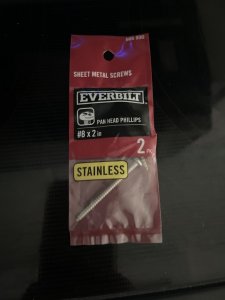 SHEET METAL SCREWS
EVERBILT
PAN HEAD PHILLIPS
#8 x 2 in
2
STAINLESS